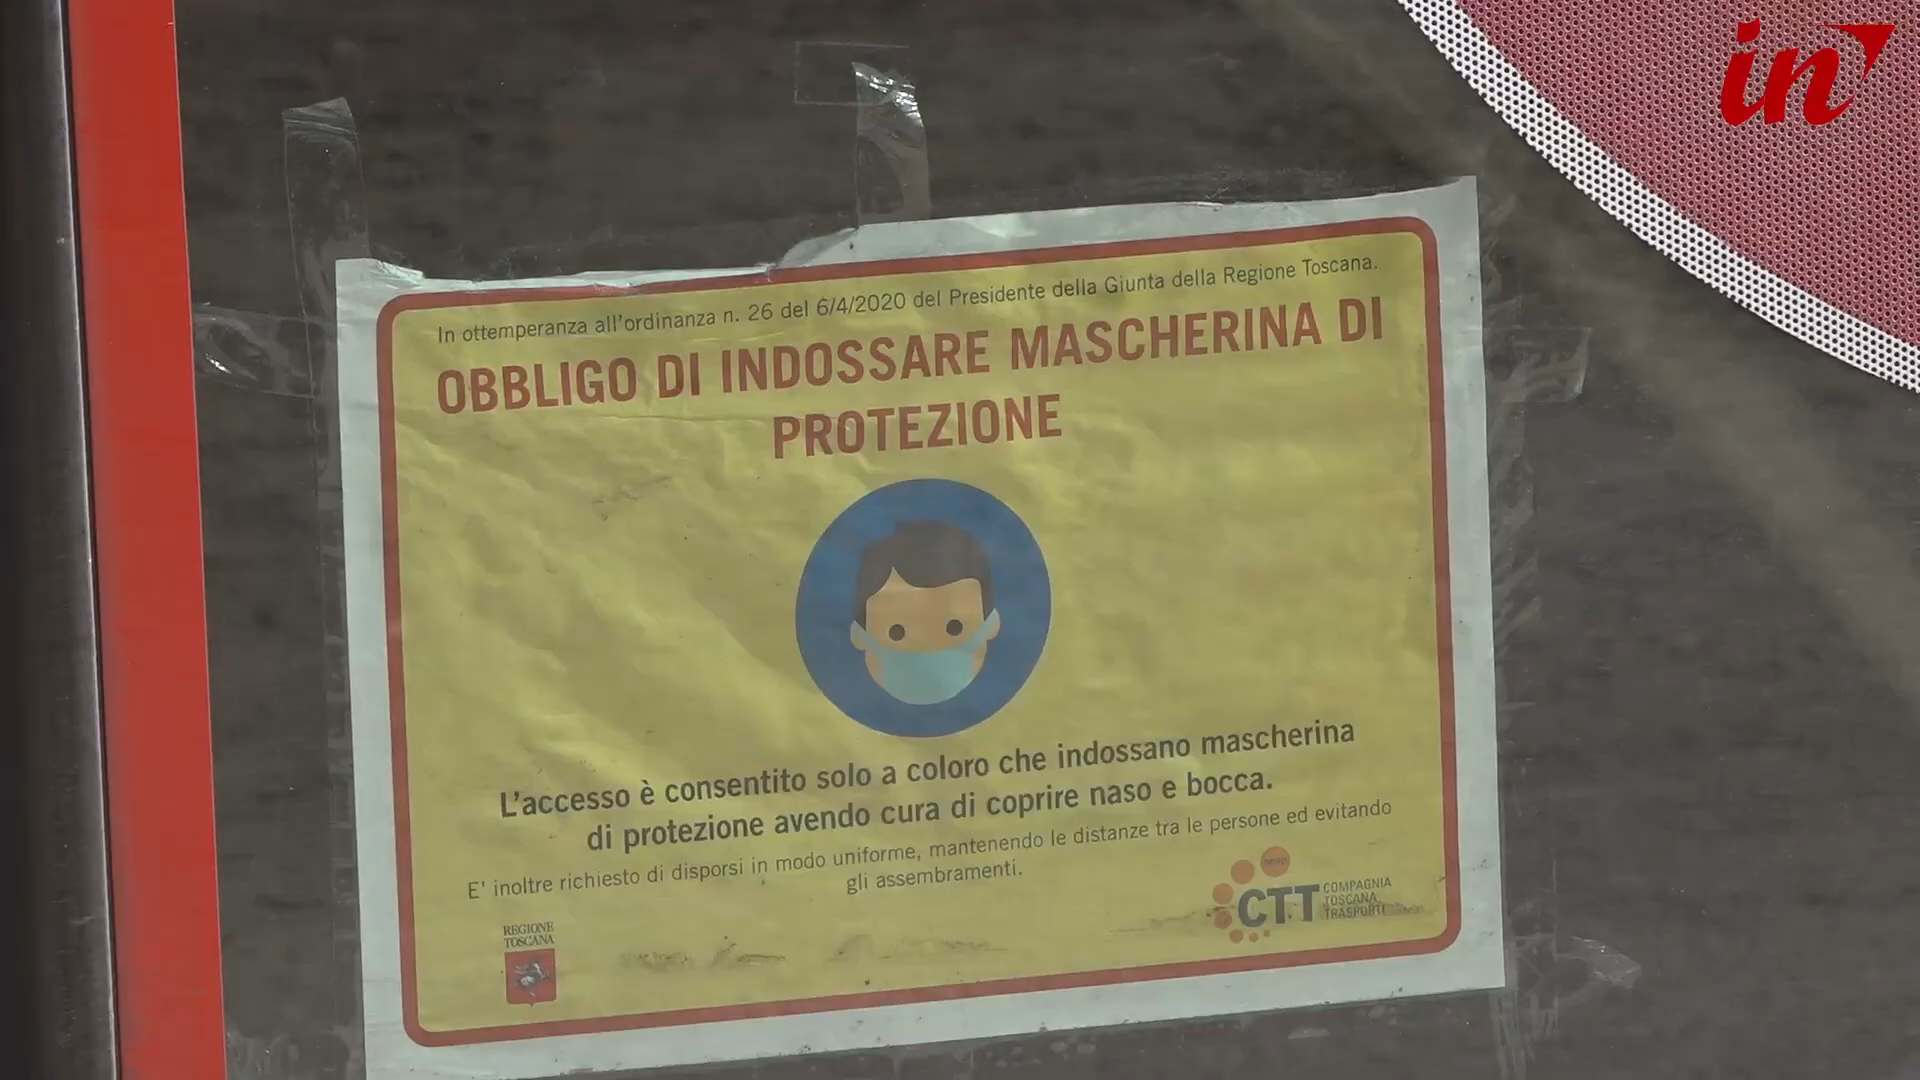 in
In ottemperanza all'ordinanza n. 26 del 6/4/2020 del Presidente della Giunta della Regione Toscana.
OBBLIGO DI INDOSSARE MASCHERINA DI
PROTEZIONE
L'accesso è consentito solo a coloro che indossano mascherina
di protezione avendo cura di coprire naso e bocca.
E' inoltre richiesto di disporsi in modo uniforme, mantenendo le distanze tra le persone ed evitando
gli assembramenti.
REGIONE
TOSCANA
CTT
COMPAGNIA
TOSCANA
TRASPORTI